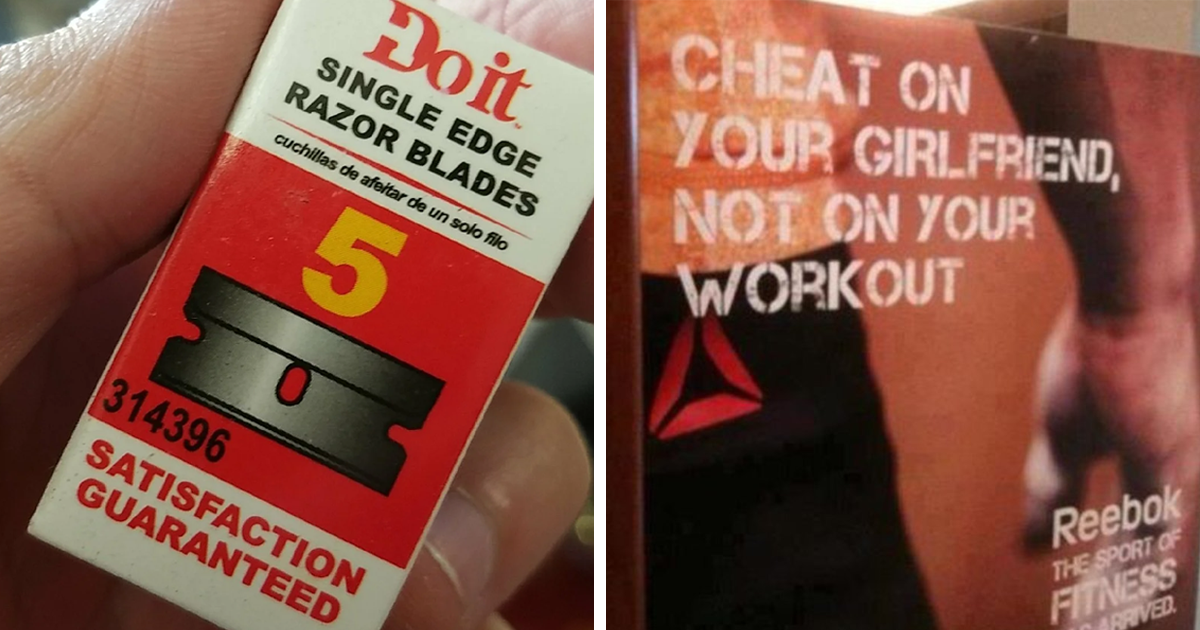 Do it
SINGLE EDGE
RAZOR BLADES
cuchillas de afeitar de un solo filo
5
314396
SATISFACTION
GUARANTEED
CHEAT ON
YOUR GIRLFRIEND,
NOT ON YOUR
WORKOUT
Reebok
THE SPORT OF
FITNESS
ARRIVED.